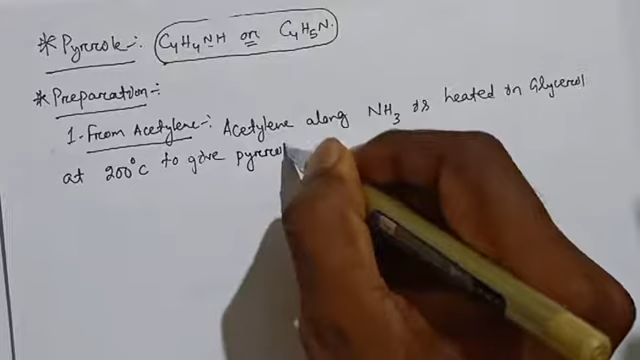 *Pyrrole:- C4H4NH or C4H5N.
*Preparation:-
1. From Acetylene:- Acetylene along NH3 is heated in Glycerol
at 200°C to give pyrrol